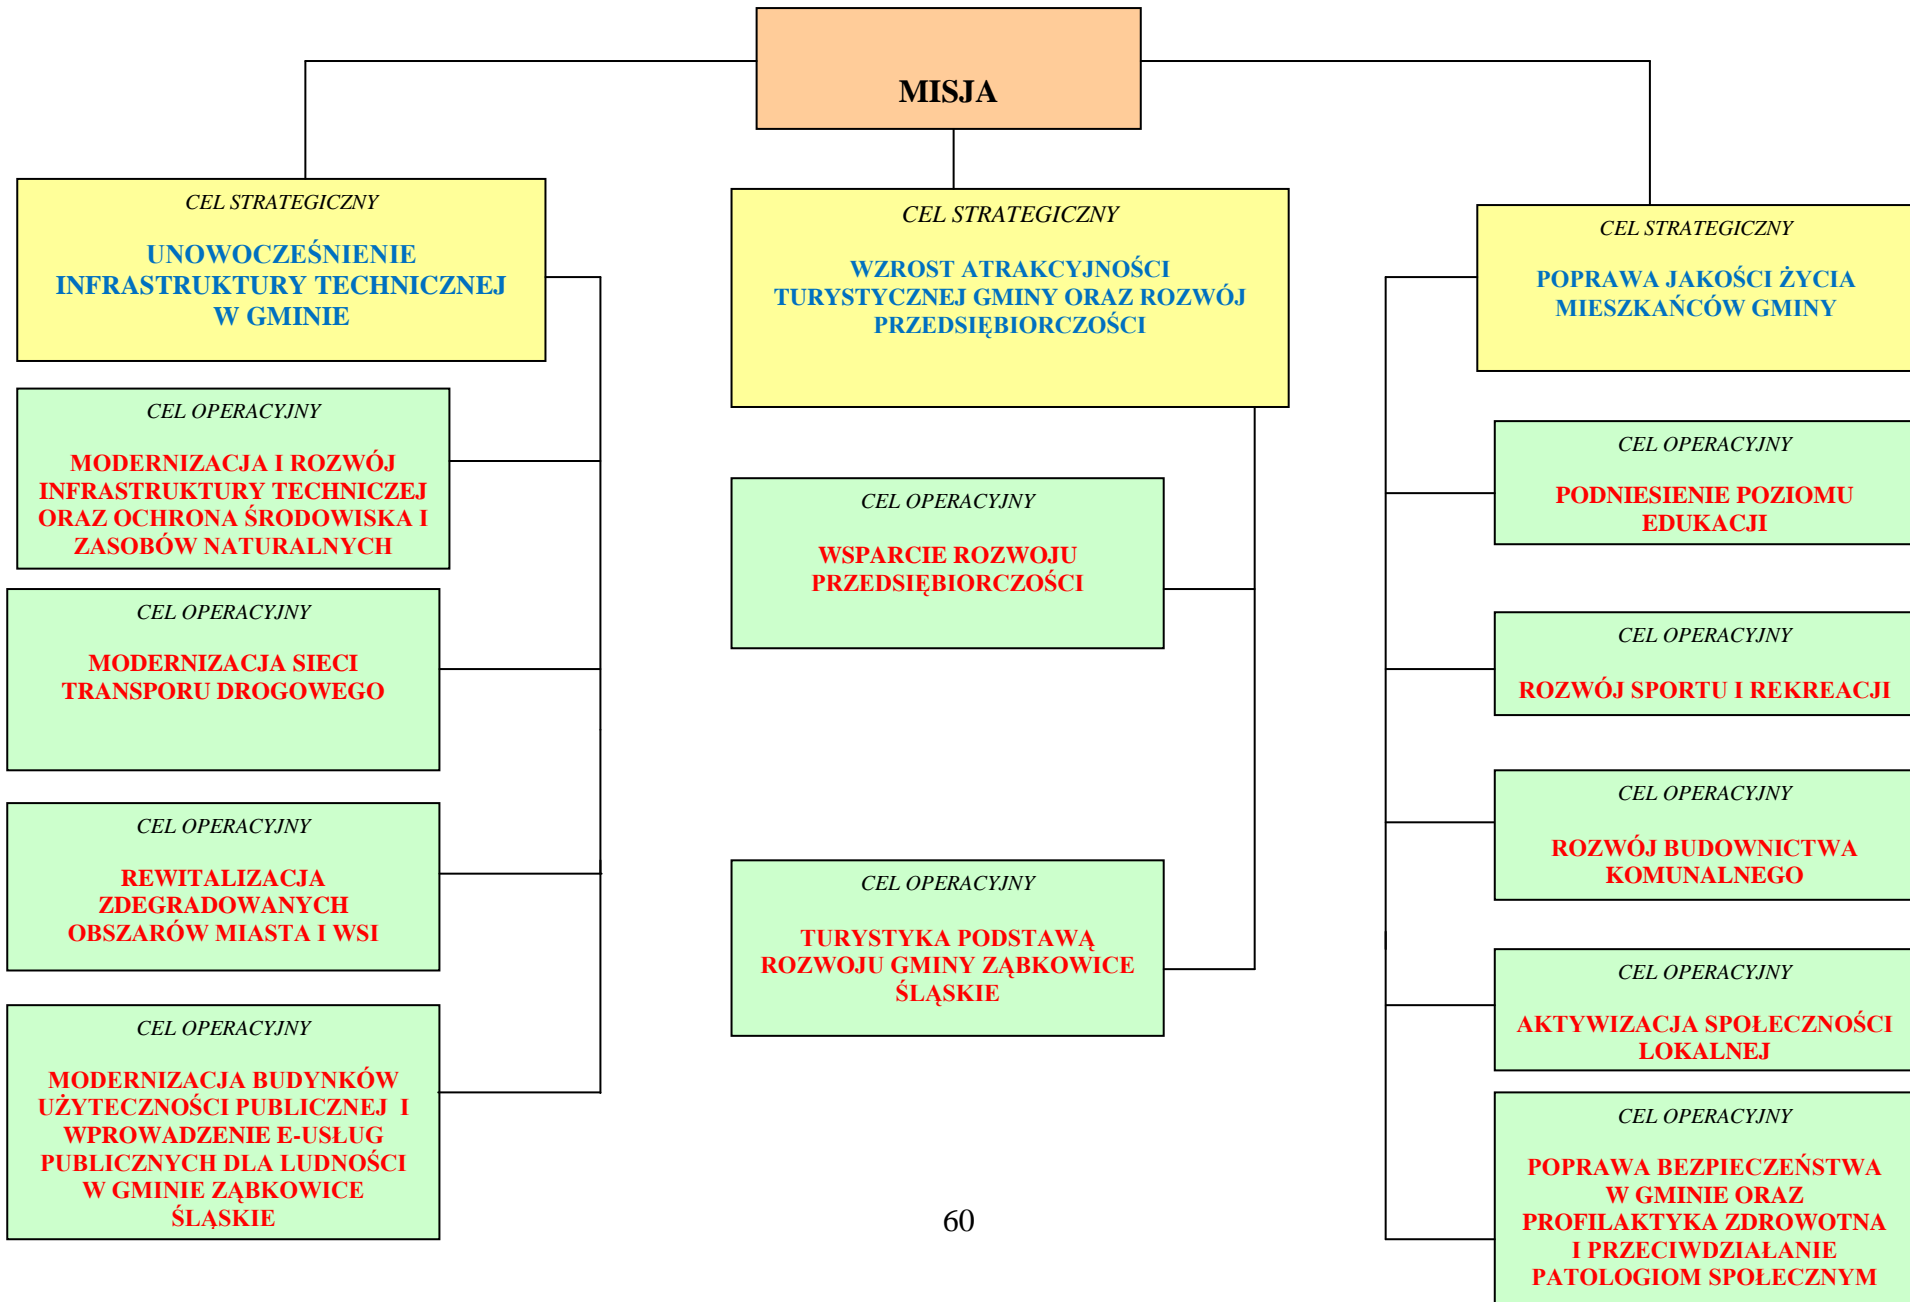 MISJA
CEL STRATEGICZNY
UNOWOCZEŚNIENIE
INFRASTRUKTURY TECHNICZNEJ
W GMINIE
CEL OPERACYJNY
MODERNIZACJA I ROZWÓJ
INFRASTRUKTURY TECHNICZEJ
ORAZ OCHRONA ŚRODOWISKA I
ZASOBÓW NATURALNYCH
CEL OPERACYJNY
MODERNIZACJA SIECI
TRANSPORU DROGOWEGO
CEL OPERACYJNY
REWITALIZACJA
ZDEGRADOWANYCH
OBSZARÓW MIASTA I WSI
CEL OPERACYJNY
MODERNIZACJA BUDYNKÓW
UŻYTECZNOŚCI PUBLICZNEJ I
WPROWADZENIE E-USŁUG
PUBLICZNYCH DLA LUDNOŚCI
W GMINIE ZĄBKOWICE
ŚLĄSKIE
CEL STRATEGICZNY
WZROST ATRAKCYJNOŚCI
TURYSTYCZNEJ GMINY ORAZ ROZWÓJ
PRZEDSIĘBIORCZOŚCI
CEL OPERACYJNY
WSPARCIE ROZWOJU
PRZEDSIĘBIORCZOŚCI
CEL OPERACYJNY
TURYSTYKA PODSTAWĄ
ROZWOJU GMINY ZĄBKOWICE
ŚLĄSKIE
CEL STRATEGICZNY
POPRAWA JAKOŚCI ŻYCIA
MIESZKAŃCÓW GMINY
CEL OPERACYJNY
PODNIESIENIE POZIOMU
EDUKACJI
CEL OPERACYJNY
ROZWÓJ SPORTU I REKREACJI
CEL OPERACYJNY
ROZWÓJ BUDOWNICTWA
KOMUNALNEGO
CEL OPERACYJNY
AKTYWIZACJA SPOŁECZNOŚCI
LOKALNEJ
CEL OPERACYJNY
POPRAWA BEZPIECZEŃSTWA
W GMINIE ORAZ
PROFILAKTYKA ZDROWOTNA
I PRZECIWDZIAŁANIE
PATOLOGIOM SPOŁECZNYM
60